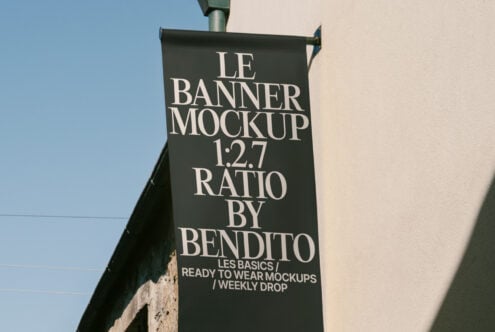 LE
BANNER
MOCKUP
1:2.7
RATIO
BY
BENDITO
LES BASICS /
READY TO WEAR MOCKUPS
/ WEEKLY DROP